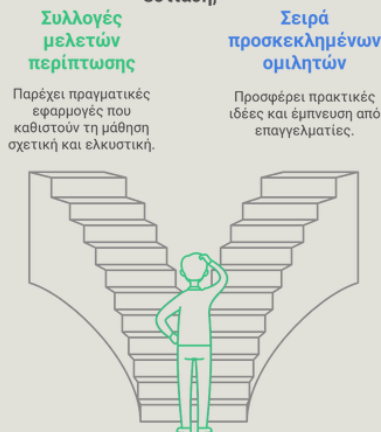 Συλλογές
μελετών
περίπτωσης
Παρέχει πραγματικές
εφαρμογές που
καθιστούν τη μάθηση
σχετική και ελκυστική.
Σειρά
προσκεκλημένων
ομιλητών
Προσφέρει πρακτικές
ιδέες και έμπνευση από
επαγγελματίες.